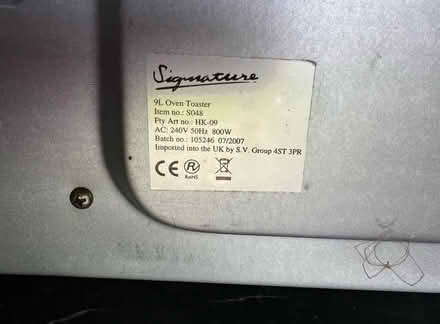 Signature
9L Oven Toaster
Item no.: S048
Fty Art no.: HK-09
AC: 240V 50Hz 800W
Batch no.: 105246 07/2007
Imported into the UK by S.V. Group 4ST 3PR
CE R
RoHS